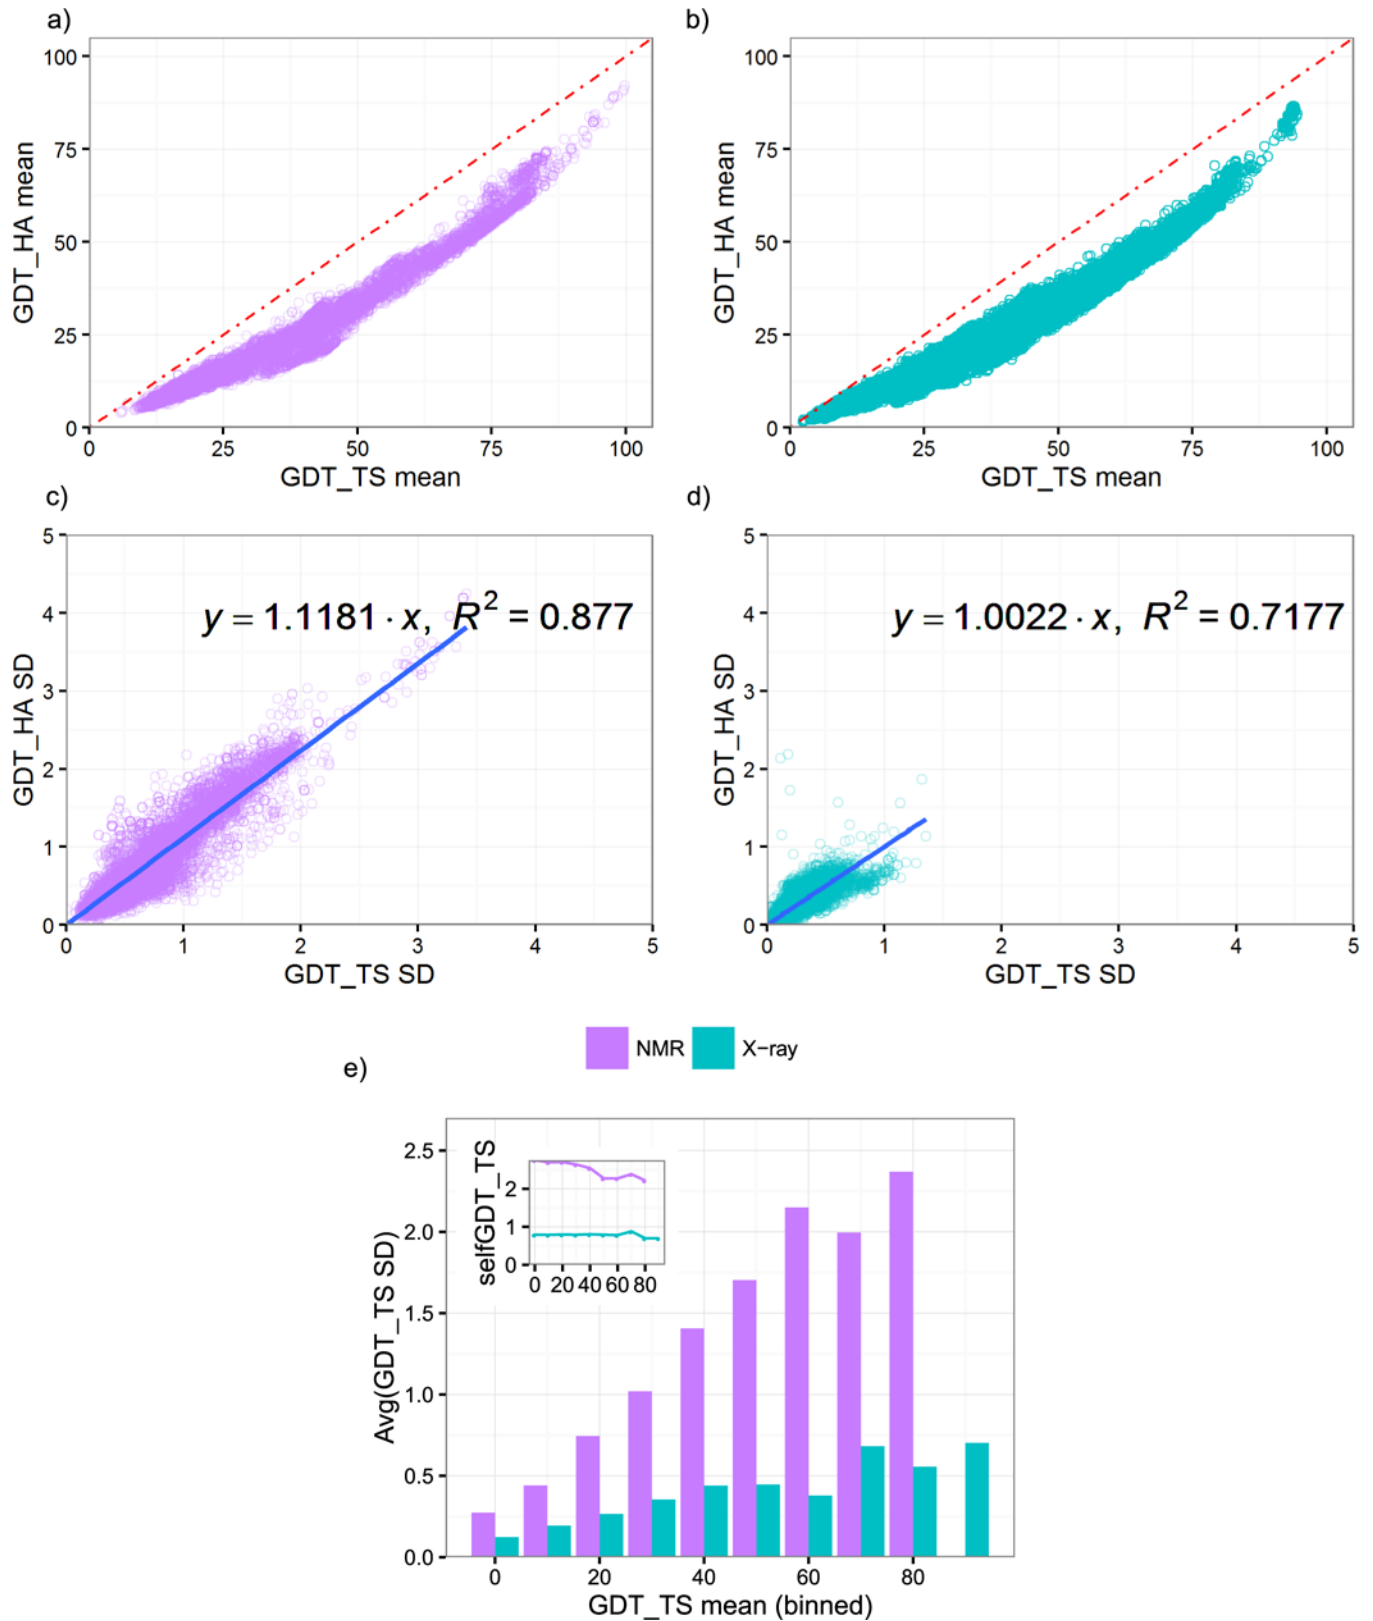 a)
100
75
50
25
0
GDT_HA mean
0 25 50 75 100
GDT_TS mean
b)
100
75
50
25
0
GDT_HA mean
0 25 50 75 100
GDT_TS mean
c)
5
4
3
2
1
0
GDT_HA SD
y = 1.1181 · x, R² = 0.877
0 1 2 3 4 5
GDT_TS SD
d)
5
4
3
2
1
0
GDT_HA SD
y = 1.0022 · x, R² = 0.7177
0 1 2 3 4 5
GDT_TS SD
NMR X−ray
e)
2.5
2.0
1.5
1.0
0.5
0.0
Avg(GDT_TS SD)
selfGDT_TS
2
1
0
0 20 40 60 80
0 20 40 60 80
GDT_TS mean (binned)